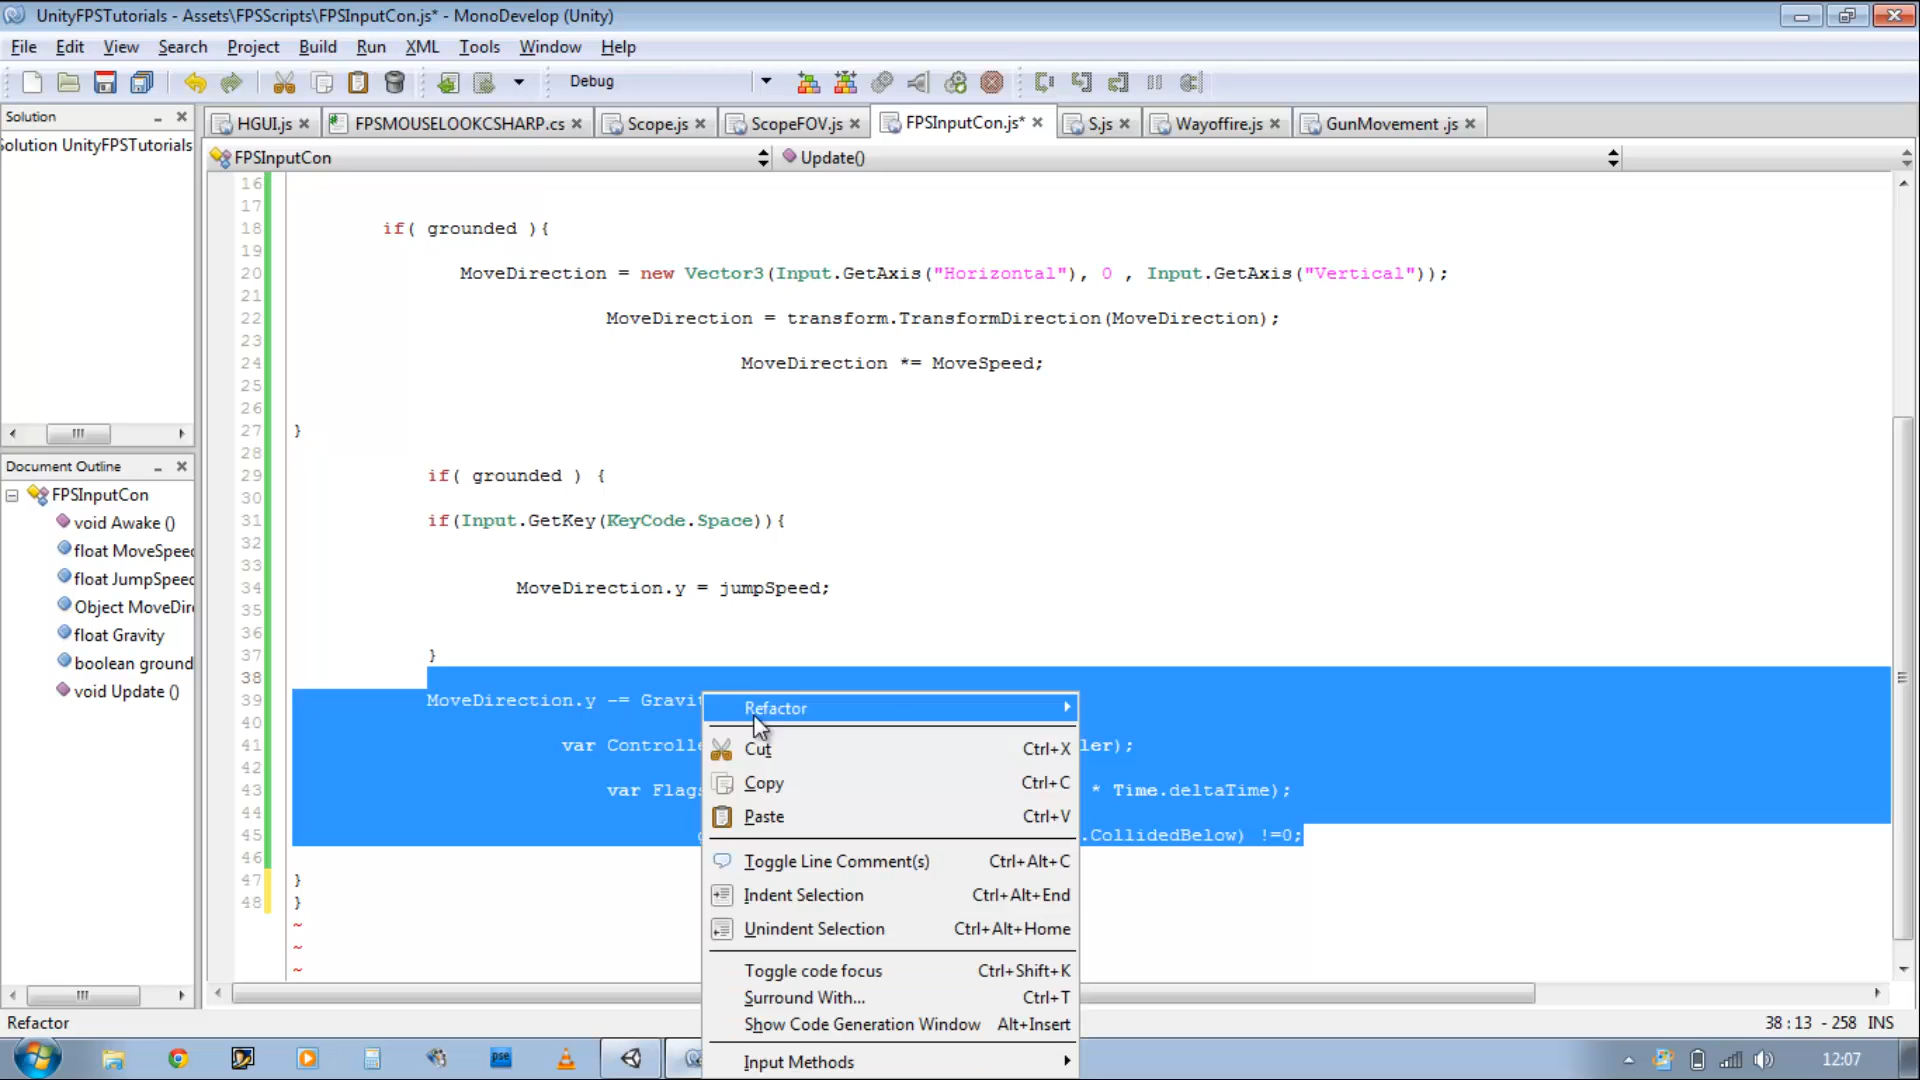 UnityFPSTutorials - Assets\FPSScripts\FPSInputCon.js* - MonoDevelop (Unity)
File Edit View Search Project Build Run XML Tools Window Help
Debug
Solution
Solution UnityFPSTutorials
HGUI.js FPSMOUSELOOKCSHARP.cs Scope.js ScopeFOV.js FPSInputCon.js* S.js Wayoffire.js GunMovement .js
FPSInputCon Update()
16
17
18 if( grounded ){
19
20 MoveDirection = new Vector3(Input.GetAxis("Horizontal"), 0 , Input.GetAxis("Vertical"));
21
22 MoveDirection = transform.TransformDirection(MoveDirection);
23
24 MoveDirection *= MoveSpeed;
25
26
27 }
28
29 if( grounded ) {
30
31 if(Input.GetKey(KeyCode.Space)){
32
33
34 MoveDirection.y = jumpSpeed;
35
36
37 }
38
39 MoveDirection.y -= Gravit
40
41 var Controlle ler);
42
43 var Flags * Time.deltaTime);
44
45 .CollidedBelow) !=0;
46
47 }
48 }
~
~
~
Document Outline
FPSInputCon
void Awake ()
float MoveSpeed
float JumpSpeed
Object MoveDire
float Gravity
boolean ground
void Update ()
Refactor
Cut Ctrl+X
Copy Ctrl+C
Paste Ctrl+V
Toggle Line Comment(s) Ctrl+Alt+C
Indent Selection Ctrl+Alt+End
Unindent Selection Ctrl+Alt+Home
Toggle code focus Ctrl+Shift+K
Surround With... Ctrl+T
Show Code Generation Window Alt+Insert
Input Methods
Refactor
38 : 13 - 258 INS
pse
12:07